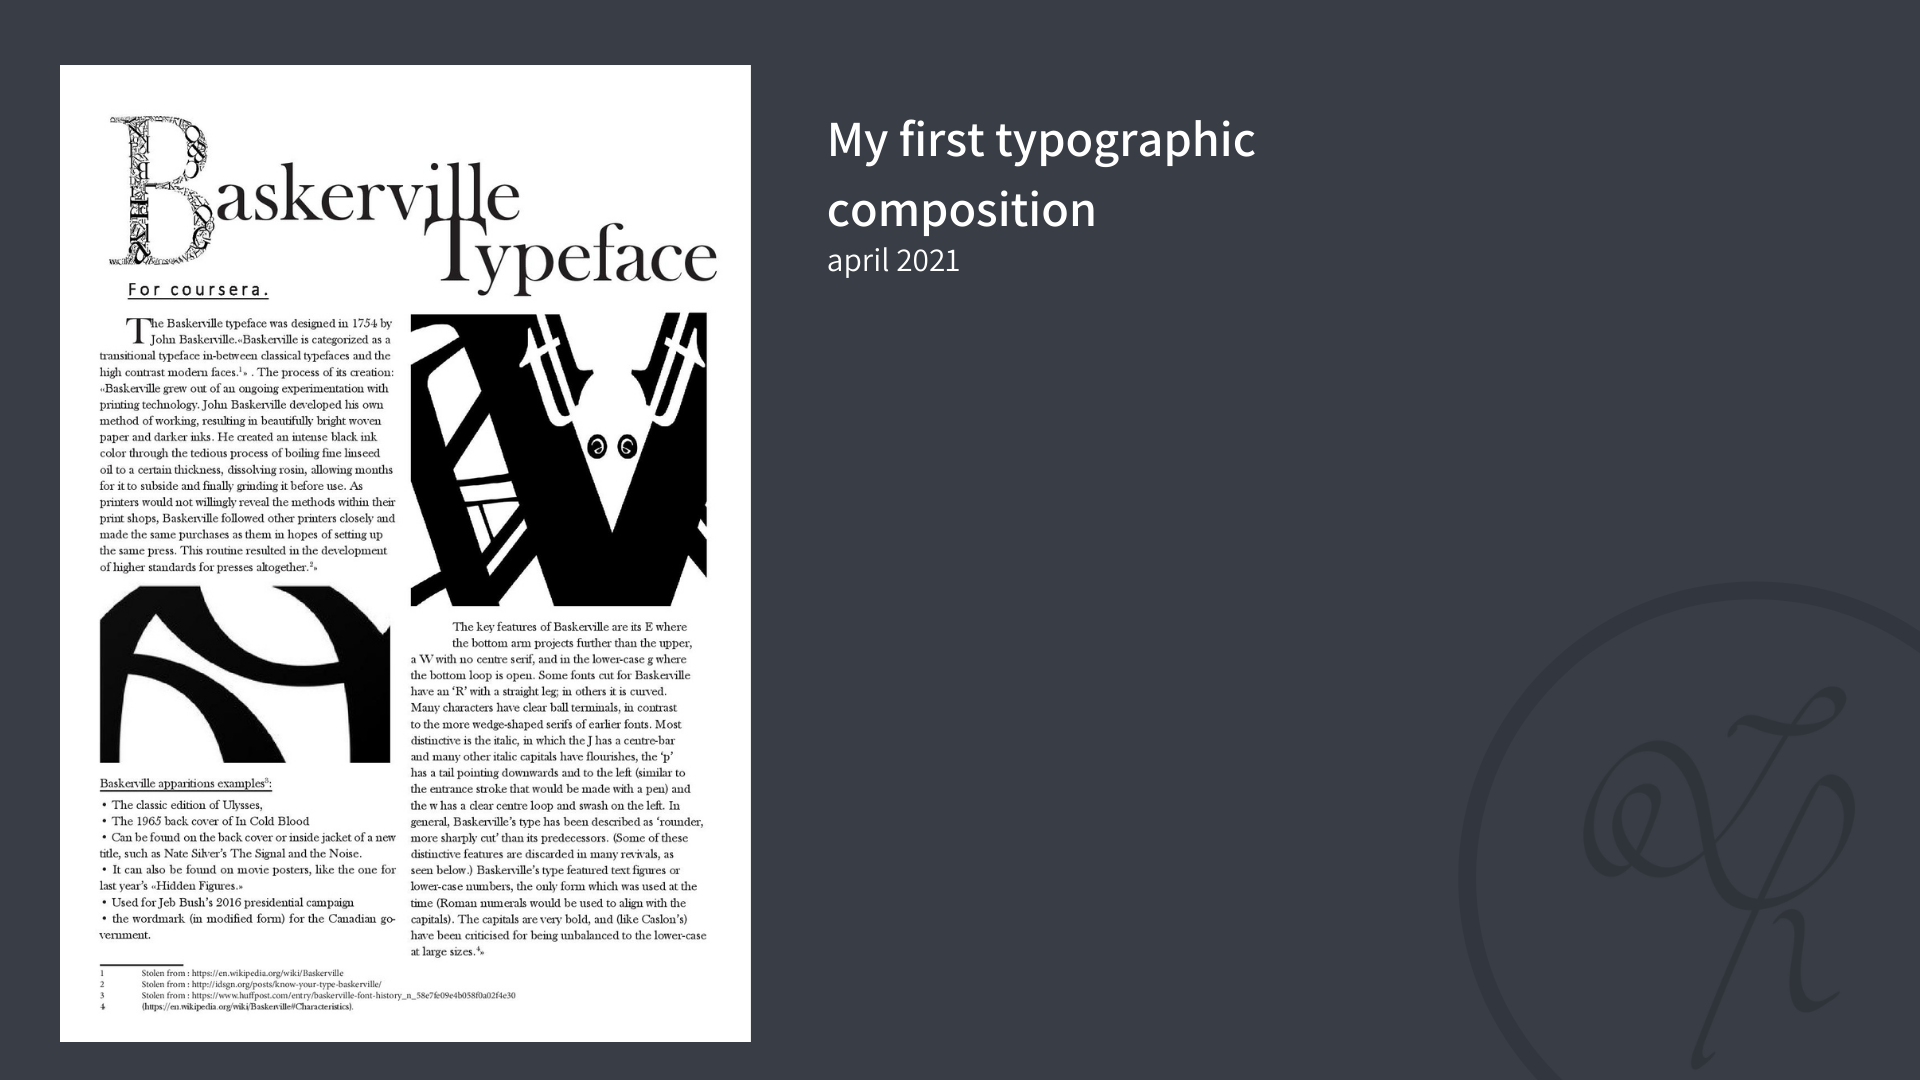 Baskerville
Typeface
For coursera.
The Baskerville typeface was designed in 1754 by
John Baskerville.«Baskerville is categorized as a
transitional typeface in-between classical typefaces and the
high contrast modern faces.¹» . The process of its creation:
«Baskerville grew out of an ongoing experimentation with
printing technology. John Baskerville developed his own
method of working, resulting in beautifully bright woven
paper and darker inks. He created an intense black ink
color through the tedious process of boiling fine linseed
oil to a certain thickness, dissolving rosin, allowing months
for it to subside and finally grinding it before use. As
printers would not willingly reveal the methods within their
print shops, Baskerville followed other printers closely and
made the same purchases as them in hopes of setting up
the same press. This routine resulted in the development
of higher standards for presses altogether.²»
Baskerville apparitions examples³:
• The classic edition of Ulysses,
• The 1965 back cover of In Cold Blood
• Can be found on the back cover or inside jacket of a new
title, such as Nate Silver's The Signal and the Noise.
• It can also be found on movie posters, like the one for
last year's «Hidden Figures.»
• Used for Jeb Bush's 2016 presidential campaign
• the wordmark (in modified form) for the Canadian go-
vernment.
The key features of Baskerville are its E where
the bottom arm projects further than the upper,
a W with no centre serif, and in the lower-case g where
the bottom loop is open. Some fonts cut for Baskerville
have an 'R' with a straight leg; in others it is curved.
Many characters have clear ball terminals, in contrast
to the more wedge-shaped serifs of earlier fonts. Most
distinctive is the italic, in which the J has a centre-bar
and many other italic capitals have flourishes, the 'p'
has a tail pointing downwards and to the left (similar to
the entrance stroke that would be made with a pen) and
the w has a clear centre loop and swash on the left. In
general, Baskerville's type has been described as 'rounder,
more sharply cut' than its predecessors. (Some of these
distinctive features are discarded in many revivals, as
seen below.) Baskerville's type featured text figures or
lower-case numbers, the only form which was used at the
time (Roman numerals would be used to align with the
capitals). The capitals are very bold, and (like Caslon's)
have been criticised for being unbalanced to the lower-case
at large sizes.⁴»
1 Stolen from : https://en.wikipedia.org/wiki/Baskerville
2 Stolen from : http://idsgn.org/posts/know-your-type-baskerville/
3 Stolen from : https://www.huffpost.com/entry/baskerville-font-history_n_58e7fe09e4b058f0a02f4e30
4 (https://en.wikipedia.org/wiki/Baskerville#Characteristics).
My first typographic
composition
april 2021